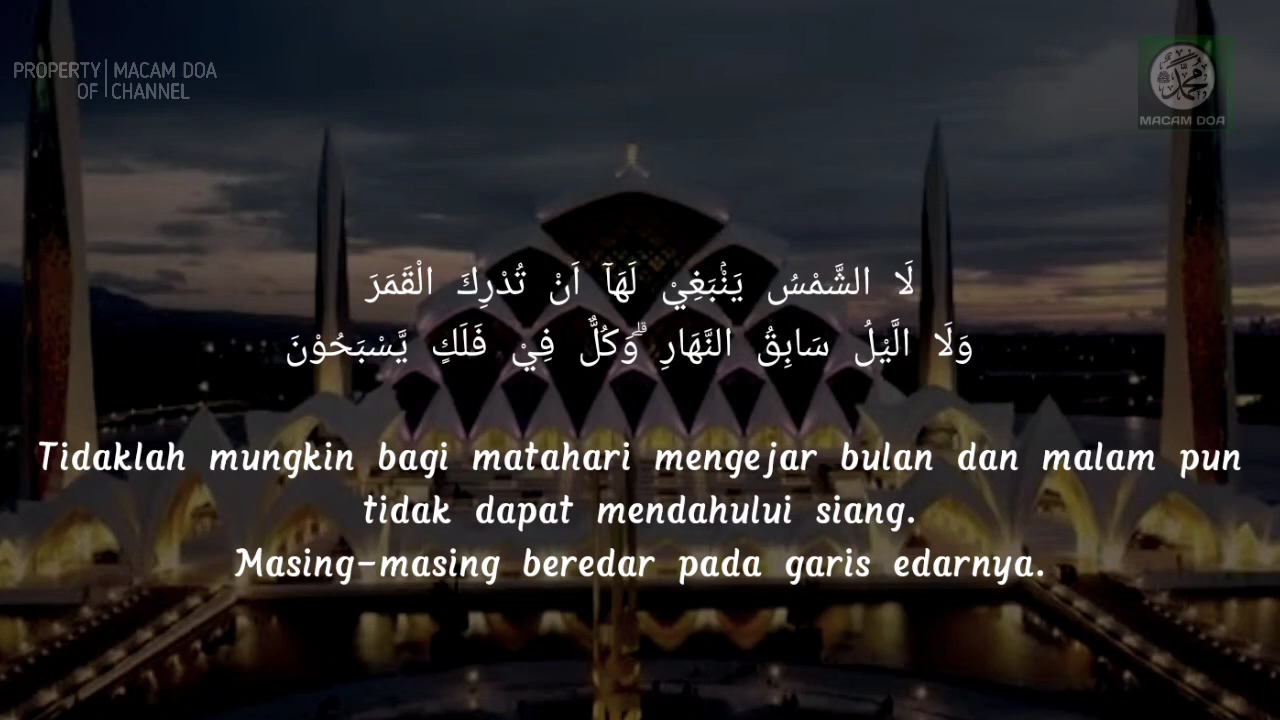 PROPERTY | MACAM DOA
OF | CHANNEL
محمد
MACAM DOA
لَا الشَّمْسُ يَنْۢبَغِيْ لَهَآ اَنْ تُدْرِكَ الْقَمَرَ
وَلَا الَّيْلُ سَابِقُ النَّهَارِ ۗوَكُلٌّ فِيْ فَلَكٍ يَّسْبَحُوْنَ
Tidaklah mungkin bagi matahari mengejar bulan dan malam pun
tidak dapat mendahului siang.
Masing-masing beredar pada garis edarnya.